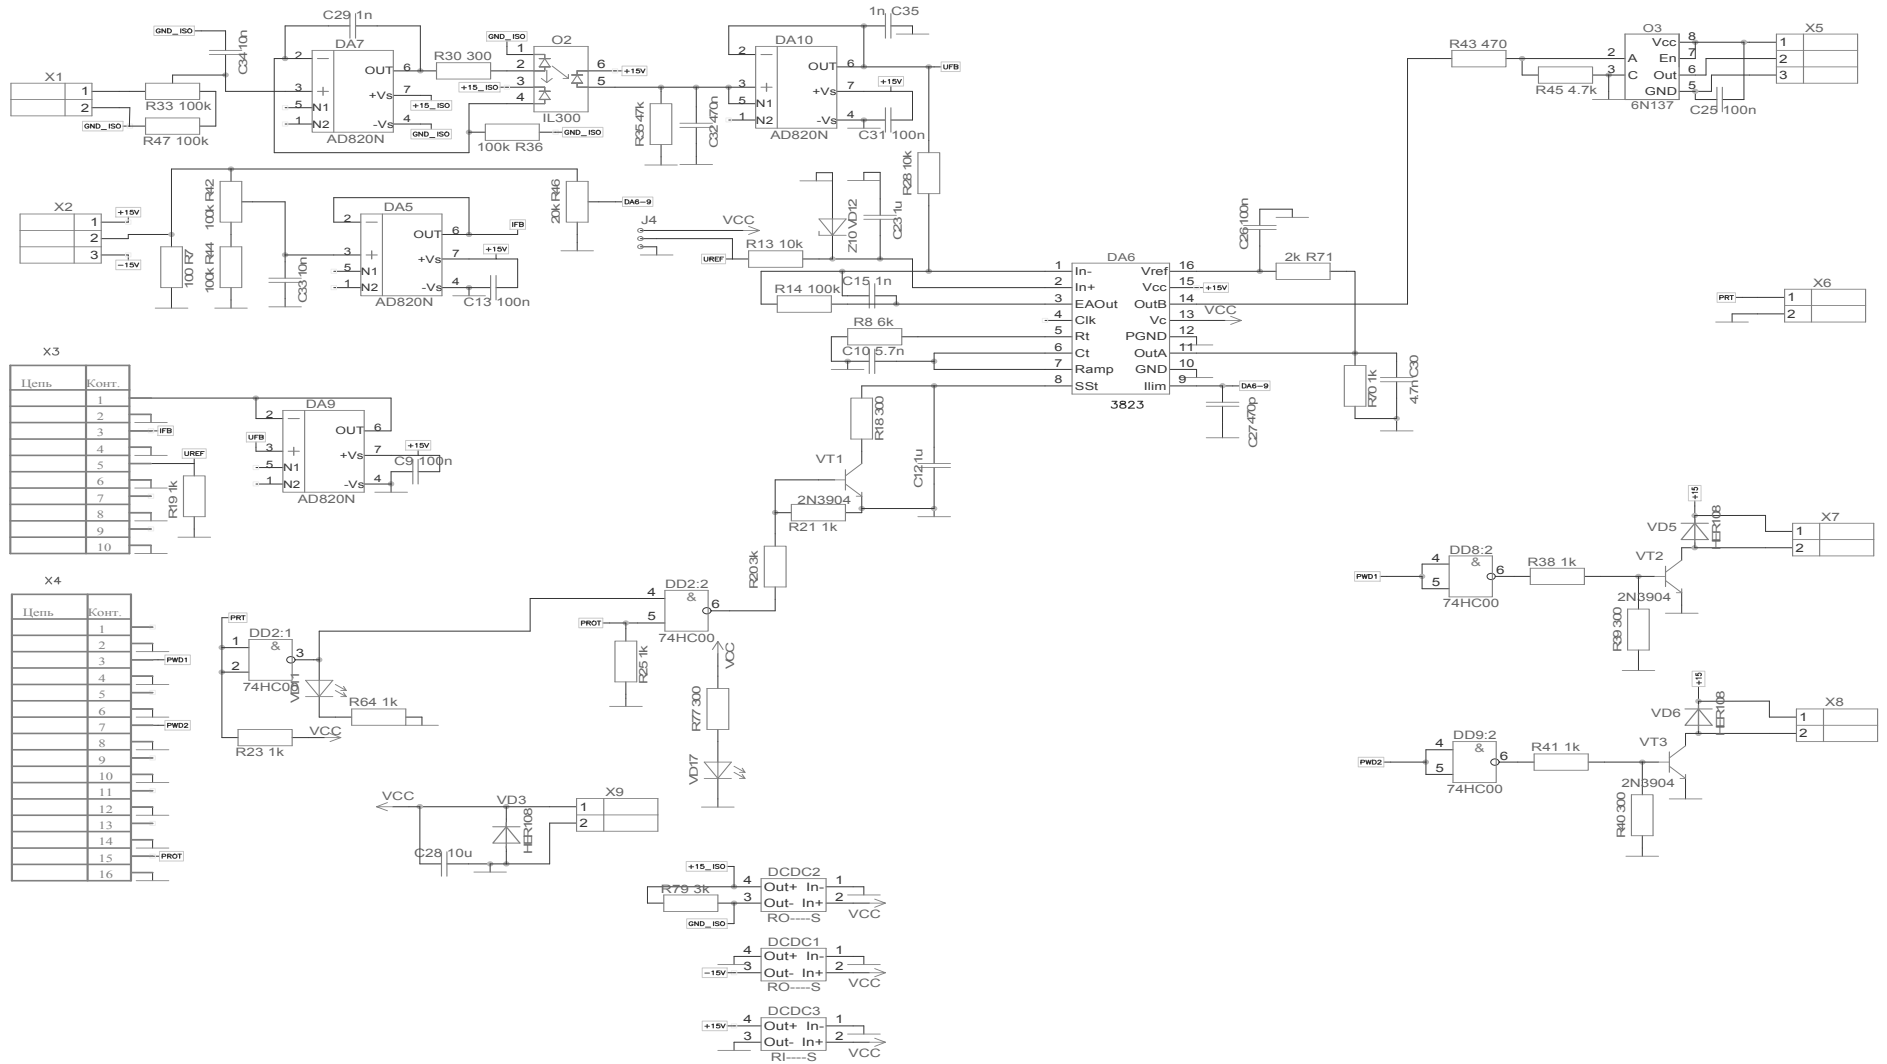 C29 1n
GND_ISO
C34 10n
DA7
2
3
5 N1
1 N2
OUT 6
+Vs 7
-Vs 4
AD820N
+15_ISO
GND_ISO
X1
1
2
R33 100k
GND_ISO
R47 100k
R30 300
GND_ISO
O2
1
2
3
4
+15_ISO
6
5
+15V
IL300
GND_ISO
100k R36
R35 47k
C32 470n
1n C35
DA10
2
3
5 N1
1 N2
OUT 6
+Vs 7
-Vs 4
AD820N
UFB
+15V
C31 100n
R28 10k
R43 470
R45 4.7k
O3
2 A
3 C
Vcc 8
En 7
Out 6
GND 5
6N137
C25 100n
X5
1
2
3
X2
+15V
1
2
3
-15V
100 R7
100k R42
100k R44
C33 10n
DA5
2
3
5 N1
1 N2
OUT 6
+Vs 7
-Vs 4
AD820N
IFB
+15V
C13 100n
20k R46
DA6-9
J4
VCC
UREF
R13 10k
Z10 VD12
C23 1u
C15 1n
R14 100k
R8 6k
C10 5.7n
DA6
1 In-
2 In+
3 EAOut
4 Clk
5 Rt
6 Ct
7 Ramp
8 SSt
Vref 16
Vcc 15
OutB 14
Vc 13
PGND 12
OutA 11
GND 10
Ilim 9
3823
+15V
VCC
DA6-9
C27 470p
C26 100n
2k R71
R70 1k
4.7n C30
PRT
X6
1
2
X3
Цепь Конт.
1
2
3 IFB
4
5
6
7
8
9
10
UREF
R19 1k
DA9
UFB
2
3
5 N1
1 N2
OUT 6
+Vs 7
-Vs 4
AD820N
+15V
C9 100n
R18 300
VT1
2N3904
R21 1k
C12 1u
R20 3k
X4
Цепь Конт.
1
2
3 PWD1
4
5
6
7 PWD2
8
9
10
11
12
13
14
15 PROT
16
PRT
DD2:1
&
1
2
3
74HC00
VD11
R64 1k
R23 1k
VCC
DD2:2
&
4
5
6
74HC00
PROT
R25 1k
VCC
R77 300
VD17
VCC
VD3
HER108
C28 10u
X9
1
2
+15_ISO
R79 3k
GND_ISO
DCDC2
4 Out+ In- 1
3 Out- In+ 2
RO----S
VCC
DCDC1
4 Out+ In- 1
3 Out- In+ 2
RO----S
-15V
VCC
DCDC3
4 Out+ In- 1
3 Out- In+ 2
RI----S
+15V
VCC
PWD1
DD8:2
&
4
5
6
74HC00
R38 1k
VT2
2N3904
R39 300
+15
VD5
HER108
X7
1
2
PWD2
DD9:2
&
4
5
6
74HC00
R41 1k
VT3
2N3904
R40 300
+15
VD6
HER108
X8
1
2